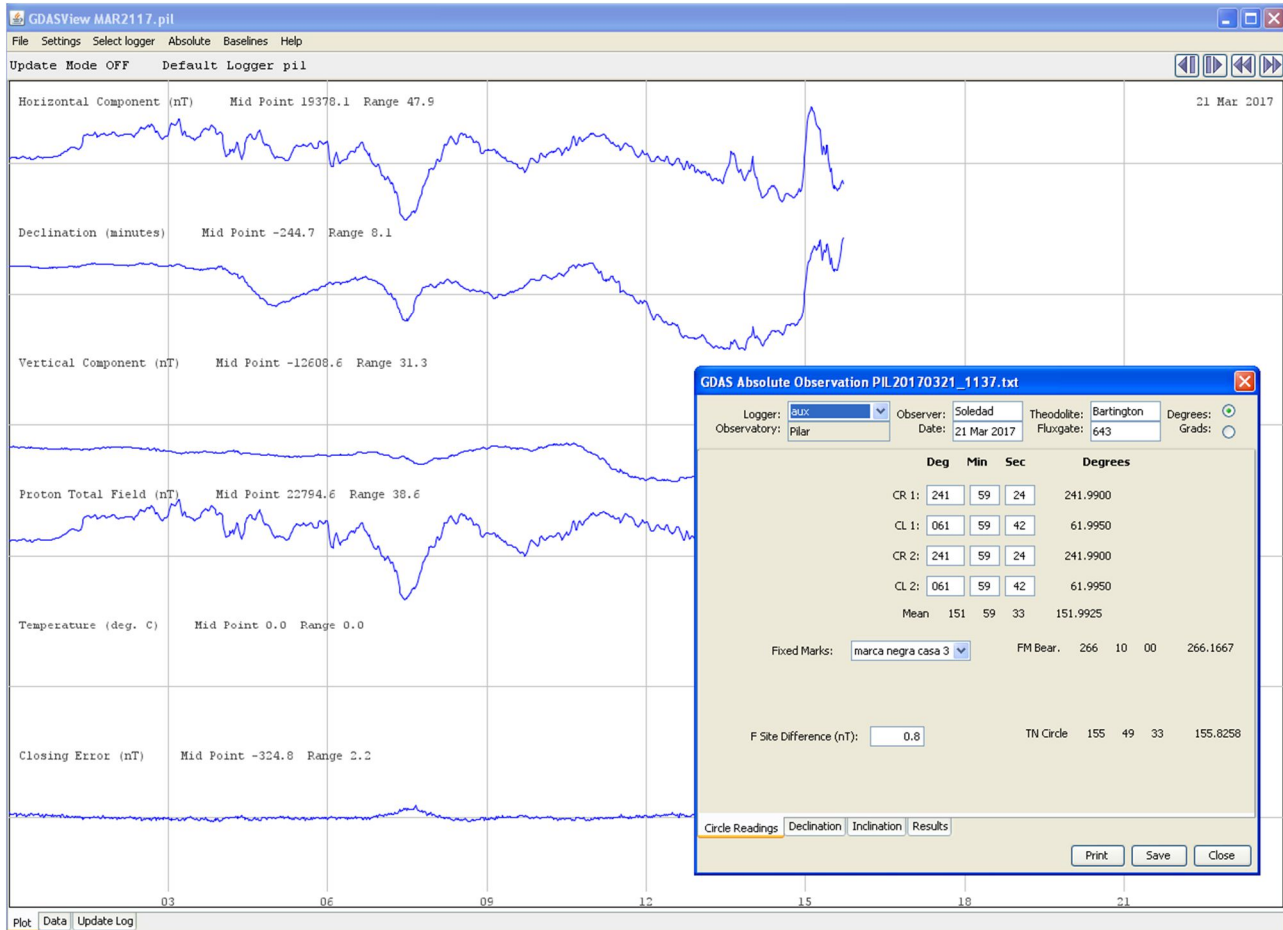 GDASView MAR2117.pil
File Settings Select logger Absolute Baselines Help
Update Mode OFF Default Logger pil
Horizontal Component (nT) Mid Point 19378.1 Range 47.9 21 Mar 2017
Declination (minutes) Mid Point -244.7 Range 8.1
Vertical Component (nT) Mid Point -12608.6 Range 31.3
Proton Total Field (nT) Mid Point 22794.6 Range 38.6
Temperature (deg. C) Mid Point 0.0 Range 0.0
Closing Error (nT) Mid Point -324.8 Range 2.2
03 06 09 12 15 18 21
Plot Data Update Log
GDAS Absolute Observation PIL20170321_1137.txt
Logger: aux Observer: Soledad Theodolite: Bartington Degrees:
Observatory: Pilar Date: 21 Mar 2017 Fluxgate: 643 Grads:
Deg Min Sec Degrees
CR 1: 241 59 24 241.9900
CL 1: 061 59 42 61.9950
CR 2: 241 59 24 241.9900
CL 2: 061 59 42 61.9950
Mean 151 59 33 151.9925
Fixed Marks: marca negra casa 3 FM Bear. 266 10 00 266.1667
F Site Difference (nT): 0.8 TN Circle 155 49 33 155.8258
Circle Readings Declination Inclination Results
Print Save Close